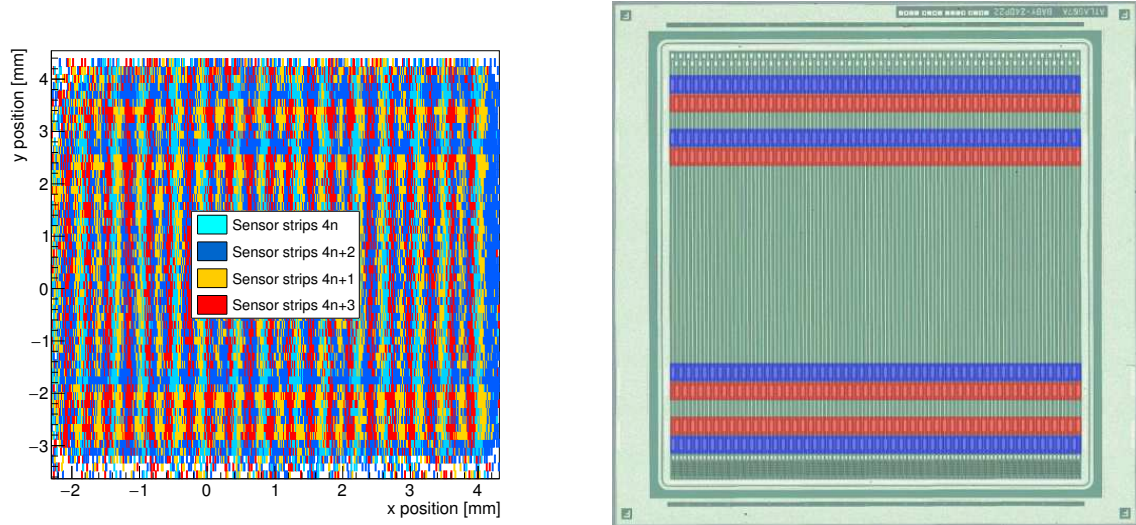 4
3
2
1
0
−1
−2
−3
y position [mm]
−2 −1 0 1 2 3 4
x position [mm]
Sensor strips 4n
Sensor strips 4n+2
Sensor strips 4n+1
Sensor strips 4n+3
F
F
F
F